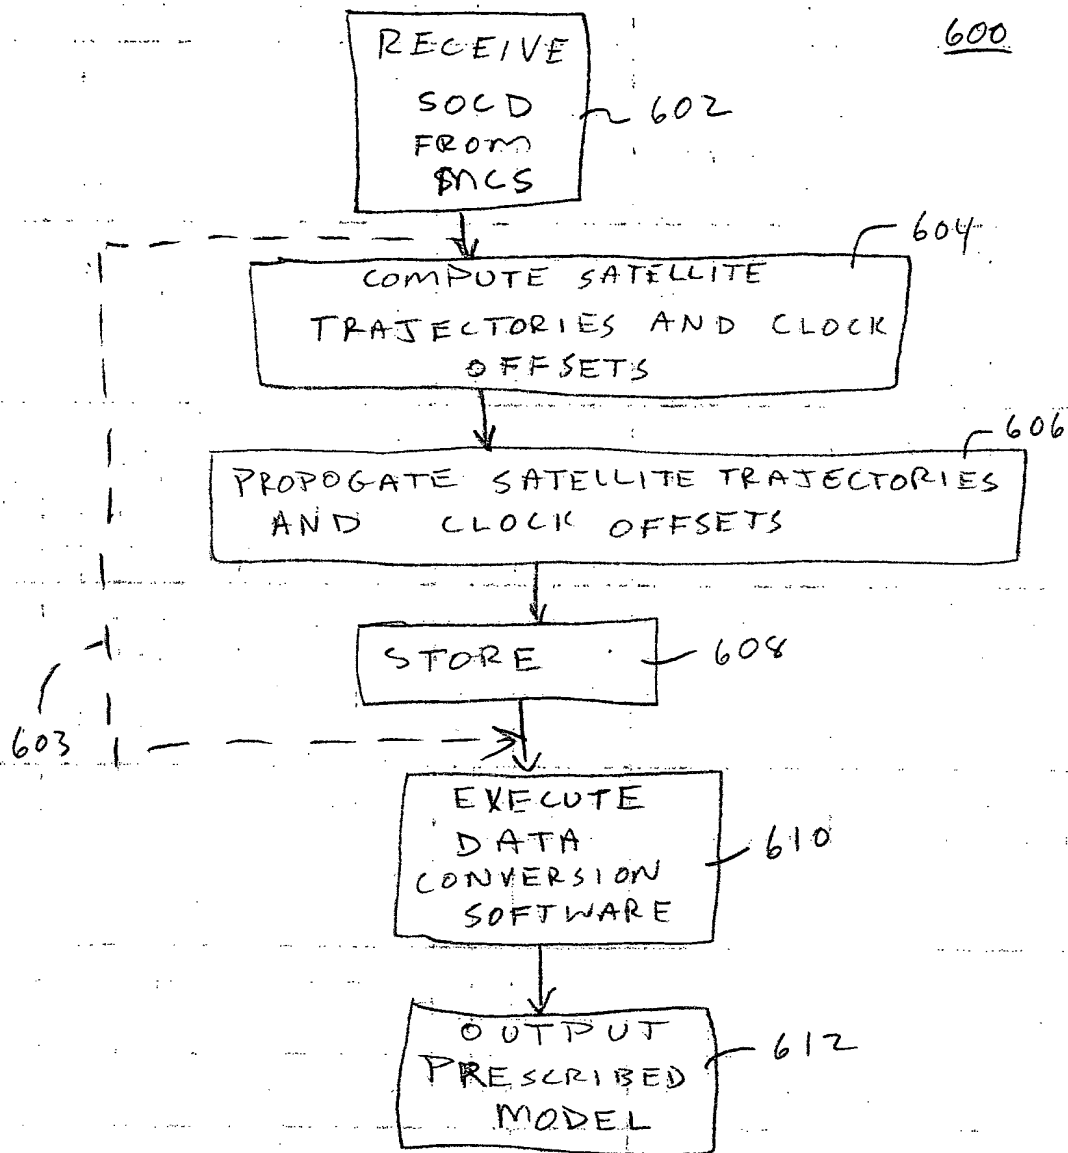 600
RECEIVE
SOCD
FROM
MCS
602
604
COMPUTE SATELLITE
TRAJECTORIES AND CLOCK
OFFSETS
606
PROPOGATE SATELLITE TRAJECTORIES
AND CLOCK OFFSETS
STORE
608
603
EXECUTE
DATA
CONVERSION
SOFTWARE
610
OUTPUT
PRESCRIBED
MODEL
612